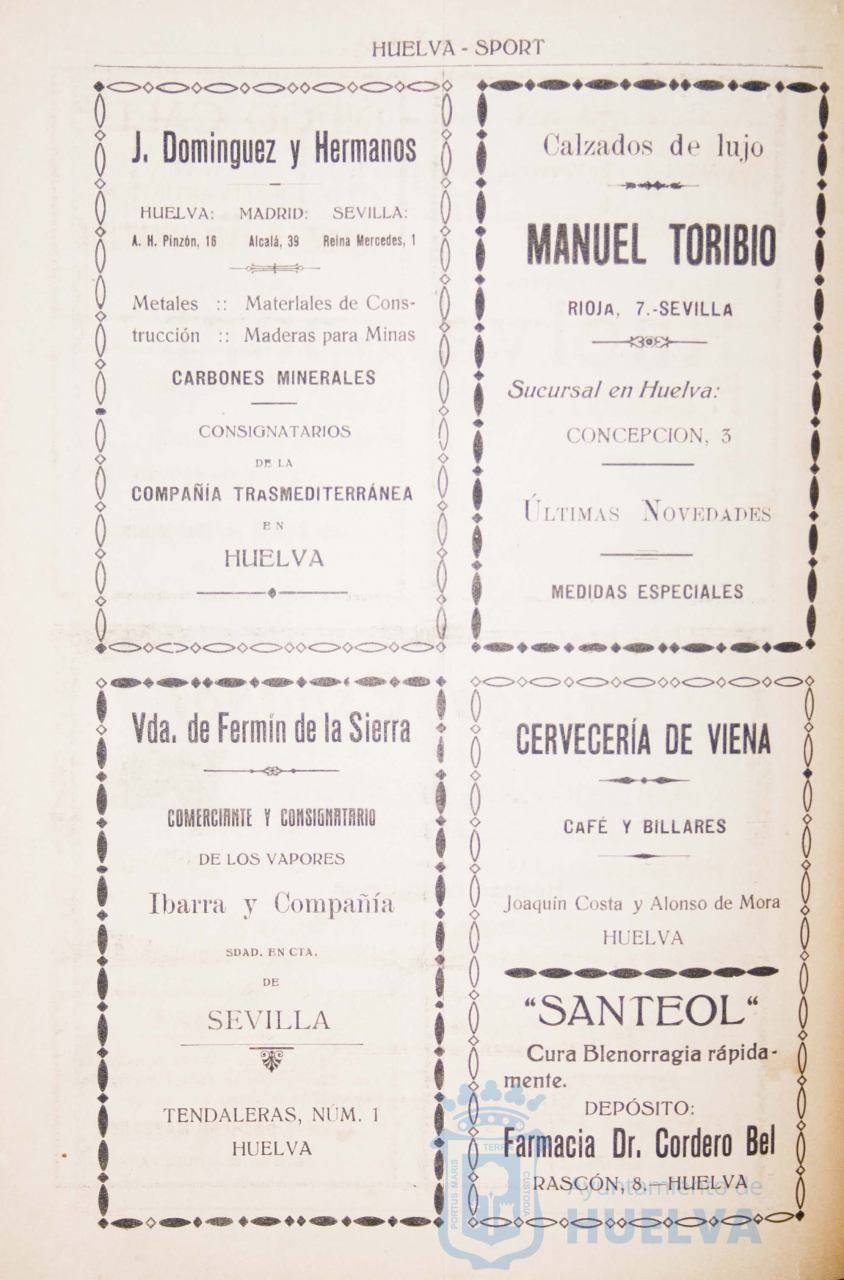 HUELVA - SPORT
J. Dominguez y Hermanos
HUELVA: MADRID: SEVILLA:
A. H. Pinzón, 16 Alcalá, 39 Reina Mercedes, 1
Metales :: Materlales de Cons-
trucción :: Maderas para Minas
CARBONES MINERALES
CONSIGNATARIOS
DE LA
COMPAÑÍA TRASMEDITERRÁNEA
EN
HUELVA
Calzados de lujo
MANUEL TORIBIO
RIOJA, 7.-SEVILLA
Sucursal en Huelva:
CONCEPCION, 3
ÚLTIMAS NOVEDADES
MEDIDAS ESPECIALES
Vda. de Fermín de la Sierra
COMERCIANTE Y CONSIGNATARIO
DE LOS VAPORES
Ibarra y Compañía
SDAD. EN CTA.
DE
SEVILLA
TENDALERAS, NÚM. 1
HUELVA
CERVECERÍA DE VIENA
CAFÉ Y BILLARES
Joaquín Costa y Alonso de Mora
HUELVA
“SANTEOL“
Cura Blenorragia rápida-
mente.
DEPÓSITO:
Farmacia Dr. Cordero Bel
RASCÓN, 8.—HUELVA
PORTUS MARIS TERR CUSTODIA
Ayuntamiento de
HUELVA